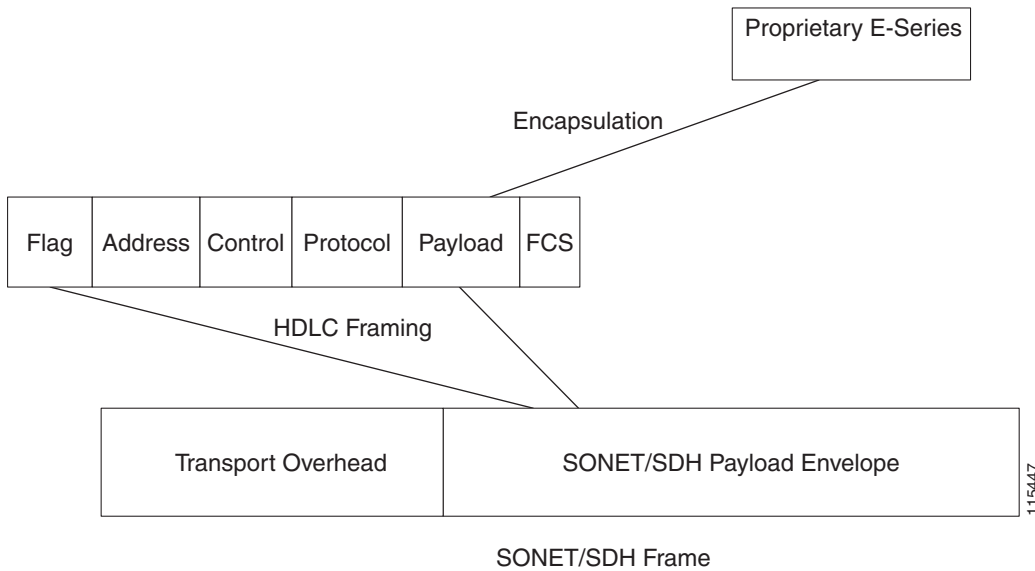 Proprietary E-Series
Encapsulation
Flag Address Control Protocol Payload FCS
HDLC Framing
Transport Overhead SONET/SDH Payload Envelope
115447
SONET/SDH Frame